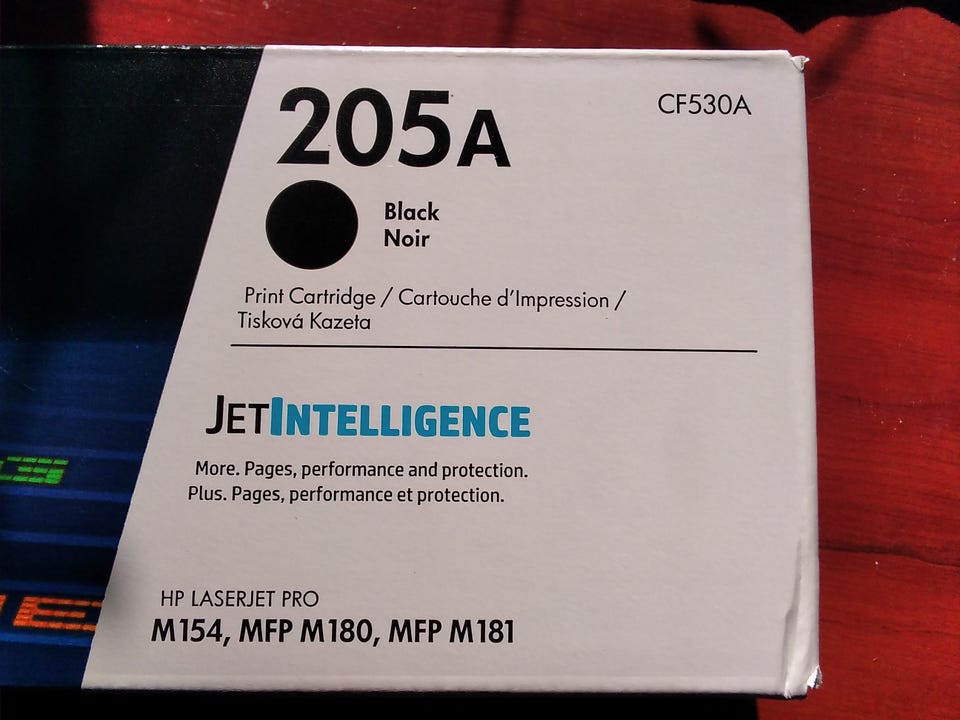 205A
CF530A
Black
Noir
Print Cartridge / Cartouche d'Impression /
Tisková Kazeta
JETINTELLIGENCE
More. Pages, performance and protection.
Plus. Pages, performance et protection.
HP LASERJET PRO
M154, MFP M180, MFP M181